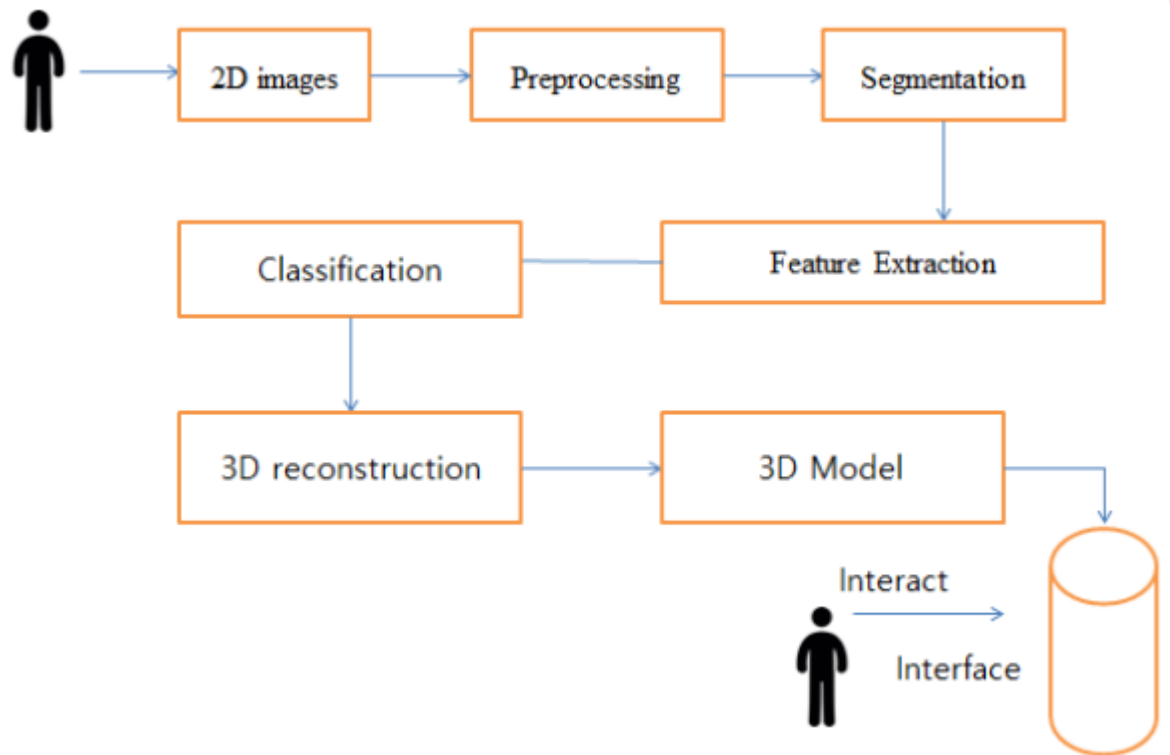 2D images
Preprocessing
Segmentation
Classification
Feature Extraction
3D reconstruction
3D Model
Interact
Interface